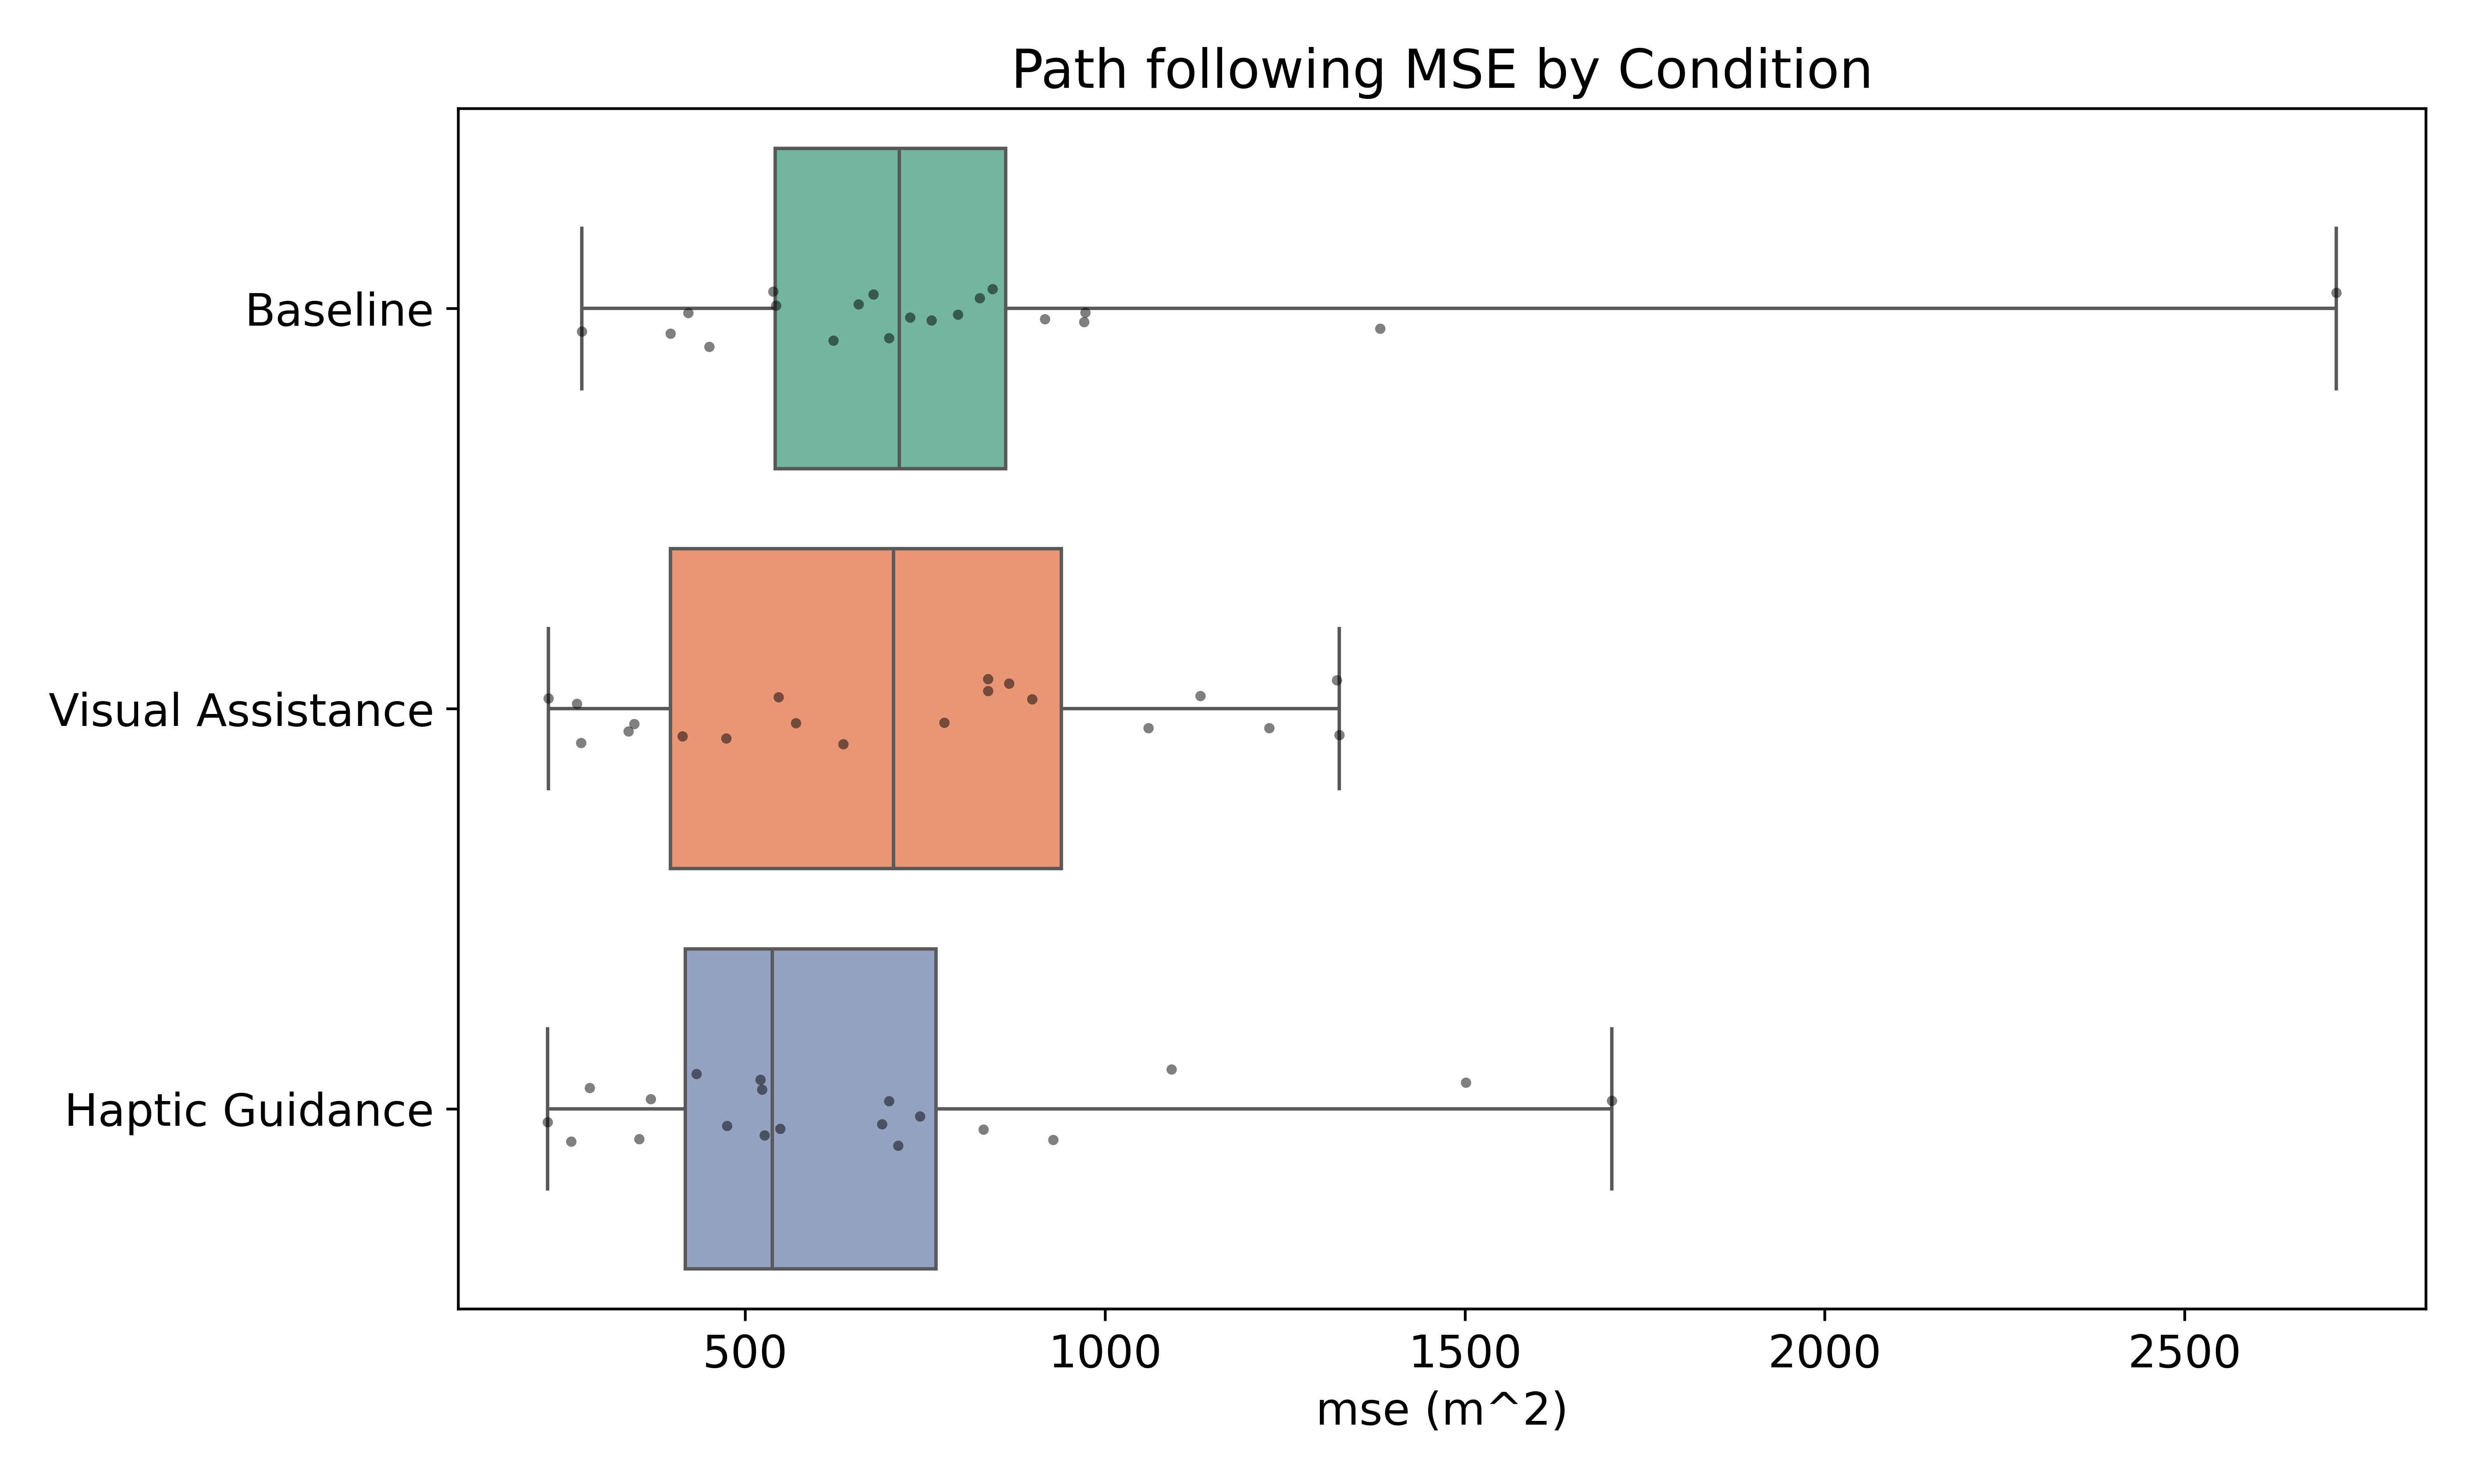 Path following MSE by Condition
Baseline
Visual Assistance
Haptic Guidance
500 1000 1500 2000 2500
mse (m^2)